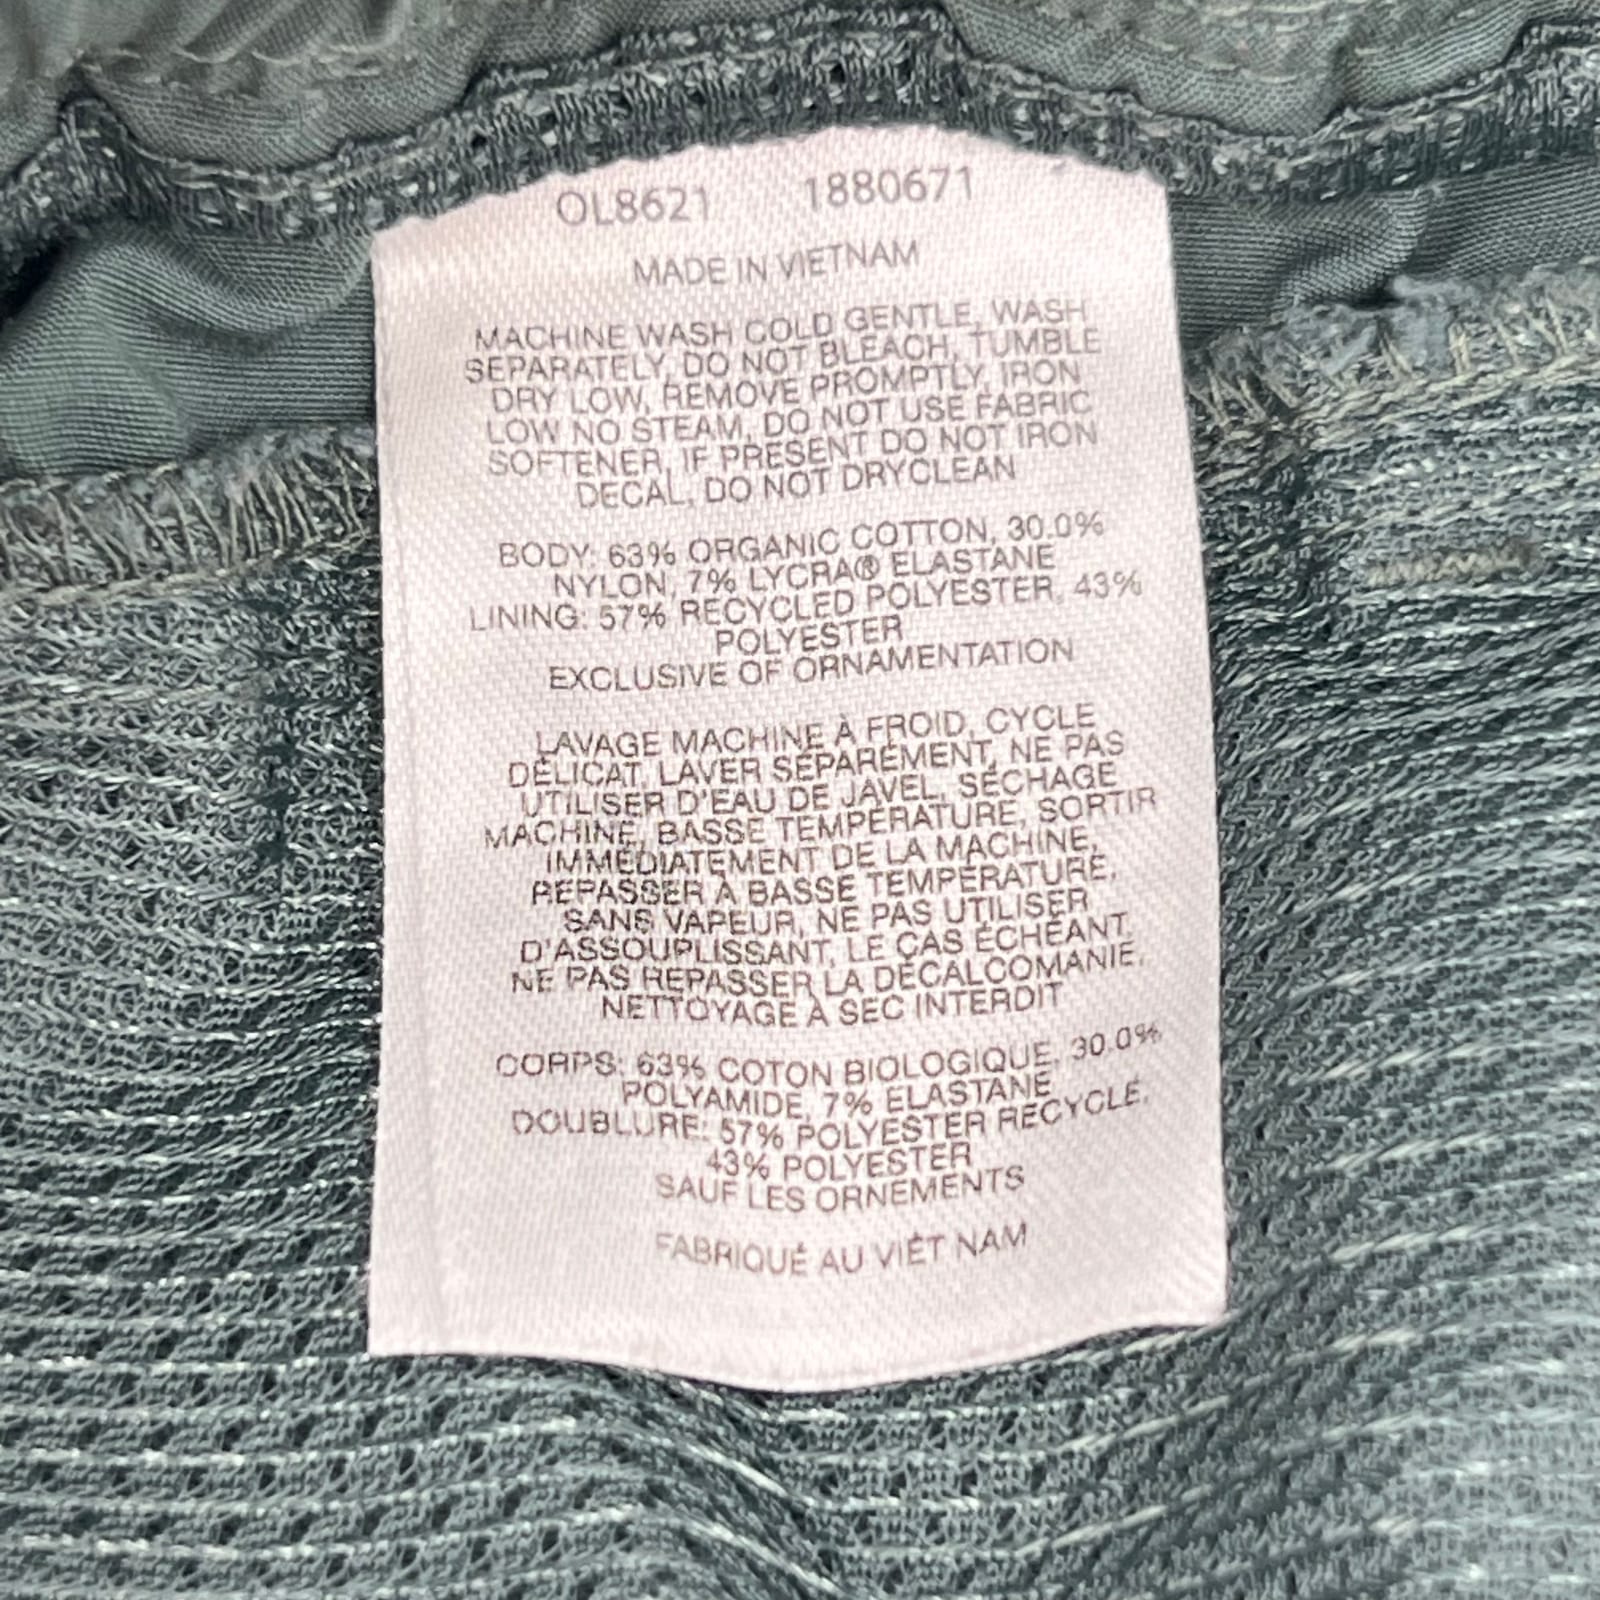 OL8621 1880671
MADE IN VIETNAM
MACHINE WASH COLD GENTLE, WASH
SEPARATELY, DO NOT BLEACH, TUMBLE
DRY LOW, REMOVE PROMPTLY, IRON
LOW NO STEAM, DO NOT USE FABRIC
SOFTENER, IF PRESENT DO NOT IRON
DECAL, DO NOT DRYCLEAN
BODY: 63% ORGANIC COTTON, 30.0%
NYLON, 7% LYCRA® ELASTANE
LINING: 57% RECYCLED POLYESTER, 43%
POLYESTER
EXCLUSIVE OF ORNAMENTATION
LAVAGE MACHINE À FROID, CYCLE
DÉLICAT, LAVER SÉPARÉMENT, NE PAS
UTILISER D'EAU DE JAVEL, SÉCHAGE
MACHINE, BASSE TEMPÉRATURE, SORTIR
IMMÉDIATEMENT DE LA MACHINE,
REPASSER À BASSE TEMPÉRATURE,
SANS VAPEUR, NE PAS UTILISER
D'ASSOUPLISSANT, LE CAS ÉCHÉANT,
NE PAS REPASSER LA DÉCALCOMANIE,
NETTOYAGE À SEC INTERDIT
CORPS: 63% COTON BIOLOGIQUE, 30.0%
POLYAMIDE, 7% ELASTANE
DOUBLURE: 57% POLYESTER RECYCLÉ,
43% POLYESTER
SAUF LES ORNEMENTS
FABRIQUÉ AU VIÊT NAM